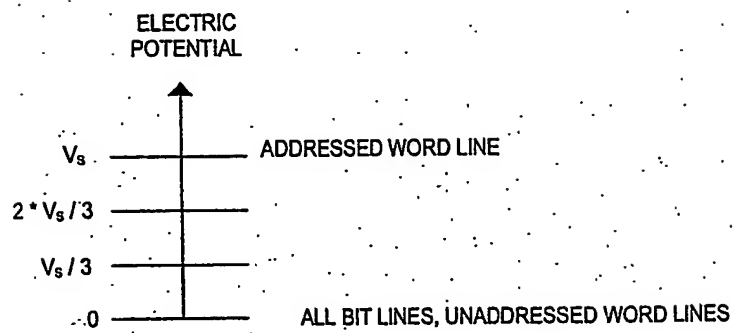 ELECTRIC
POTENTIAL
Vs ADDRESSED WORD LINE
2 * Vs / 3
Vs / 3
0 ALL BIT LINES, UNADDRESSED WORD LINES